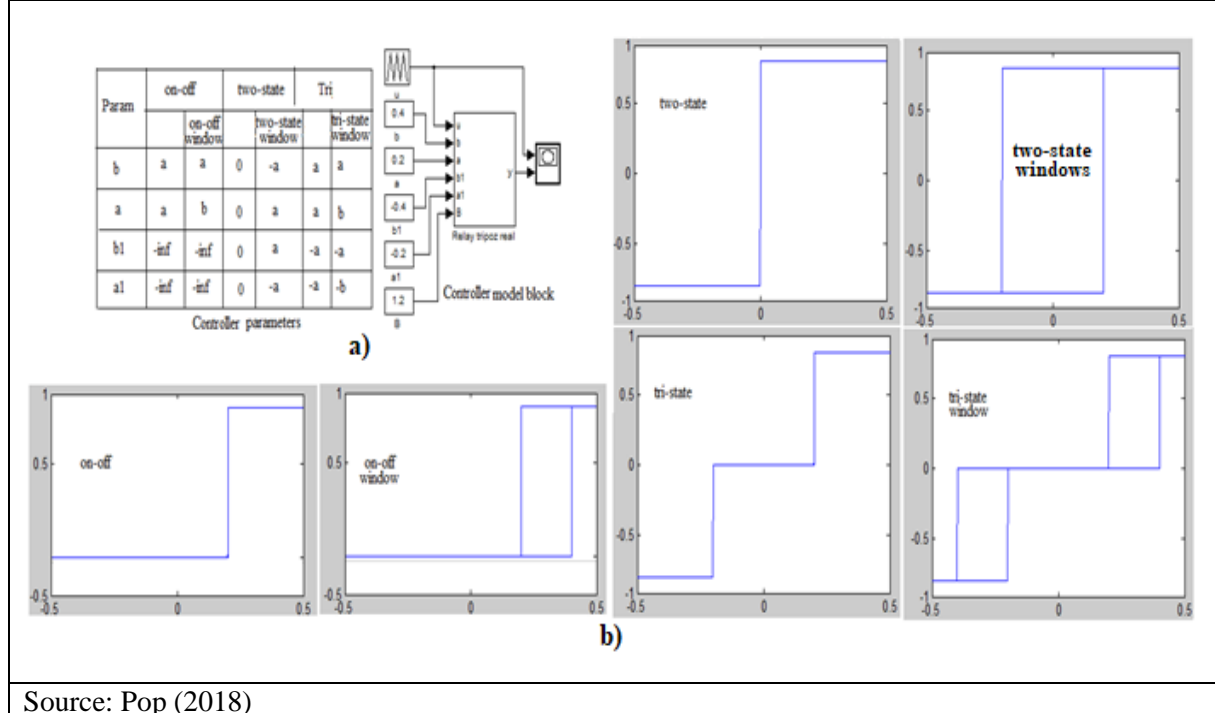 Param on-off two-state Tri
on-off window two-state window tri-state window
b a a 0 -a a a
a a b 0 a a b
b1 -inf -inf 0 a -a -a
a1 -inf -inf 0 -a -a -b
Controller parameters
a)
u
0.4
b
0.2
a
-0.4
b1
-0.2
a1
1.2
B
u
b
a
b1
a1
B
y
Relay tripoz real
Controller model block
1
0.5
0
-0.5
-1
-0.5 0 0.5
two-state
1
0.5
0
-0.5
-1
-0.5 0 0.5
two-state
windows
1
0.5
-0.5
-0.5 0 0.5
on-off
1
0.5
-0.5
-0.5 0 0.5
on-off
window
1
0.5
0
-0.5
-1
-0.5 0 0.5
tri-state
1
0.5
0
-0.5
-1
-0.5 0 0.5
tri-state
window
b)
Source: Pop (2018)